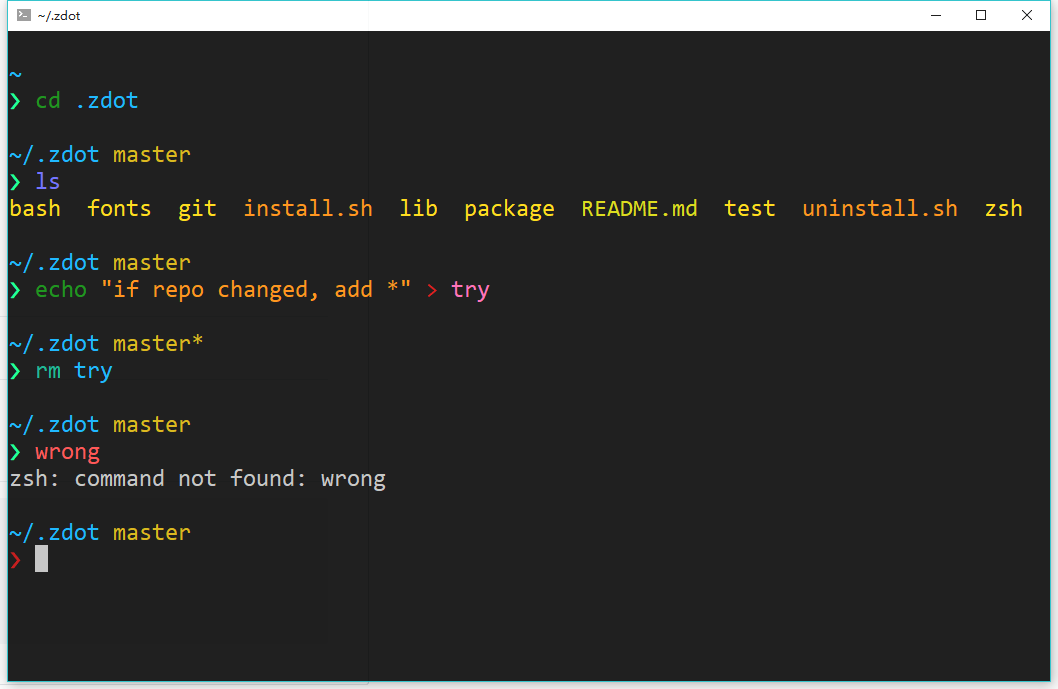 ~/.zdot
~
❯ cd .zdot
~/.zdot master
❯ ls
bash  fonts  git  install.sh  lib  package  README.md  test  uninstall.sh  zsh
~/.zdot master
❯ echo "if repo changed, add *" > try
~/.zdot master*
❯ rm try
~/.zdot master
❯ wrong
zsh: command not found: wrong
~/.zdot master
❯